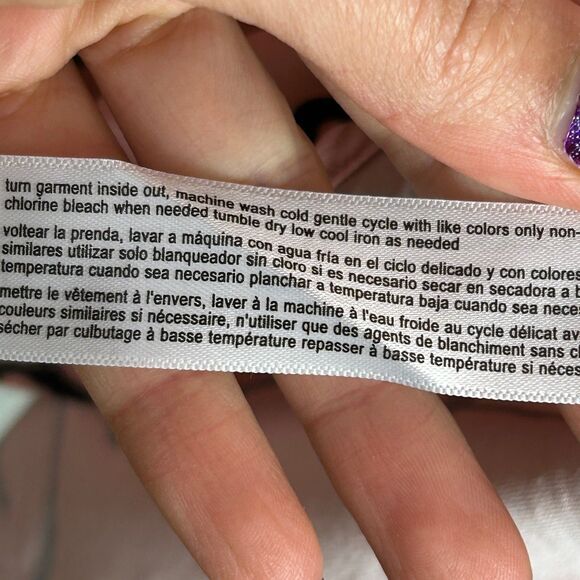 turn garment inside out, machine wash cold gentle cycle with like colors only non-
chlorine bleach when needed tumble dry low cool iron as needed
voltear la prenda, lavar a máquina con agua fría en el ciclo delicado y con colores
similares utilizar solo blanqueador sin cloro si es necesario secar en secadora a b
temperatura cuando sea necesario planchar a temperatura baja cuando sea nece
mettre le vêtement à l'envers, laver à la machine à l'eau froide au cycle délicat av
couleurs similaires si nécessaire, n'utiliser que des agents de blanchiment sans c
sécher par culbutage à basse température repasser à basse température si néces